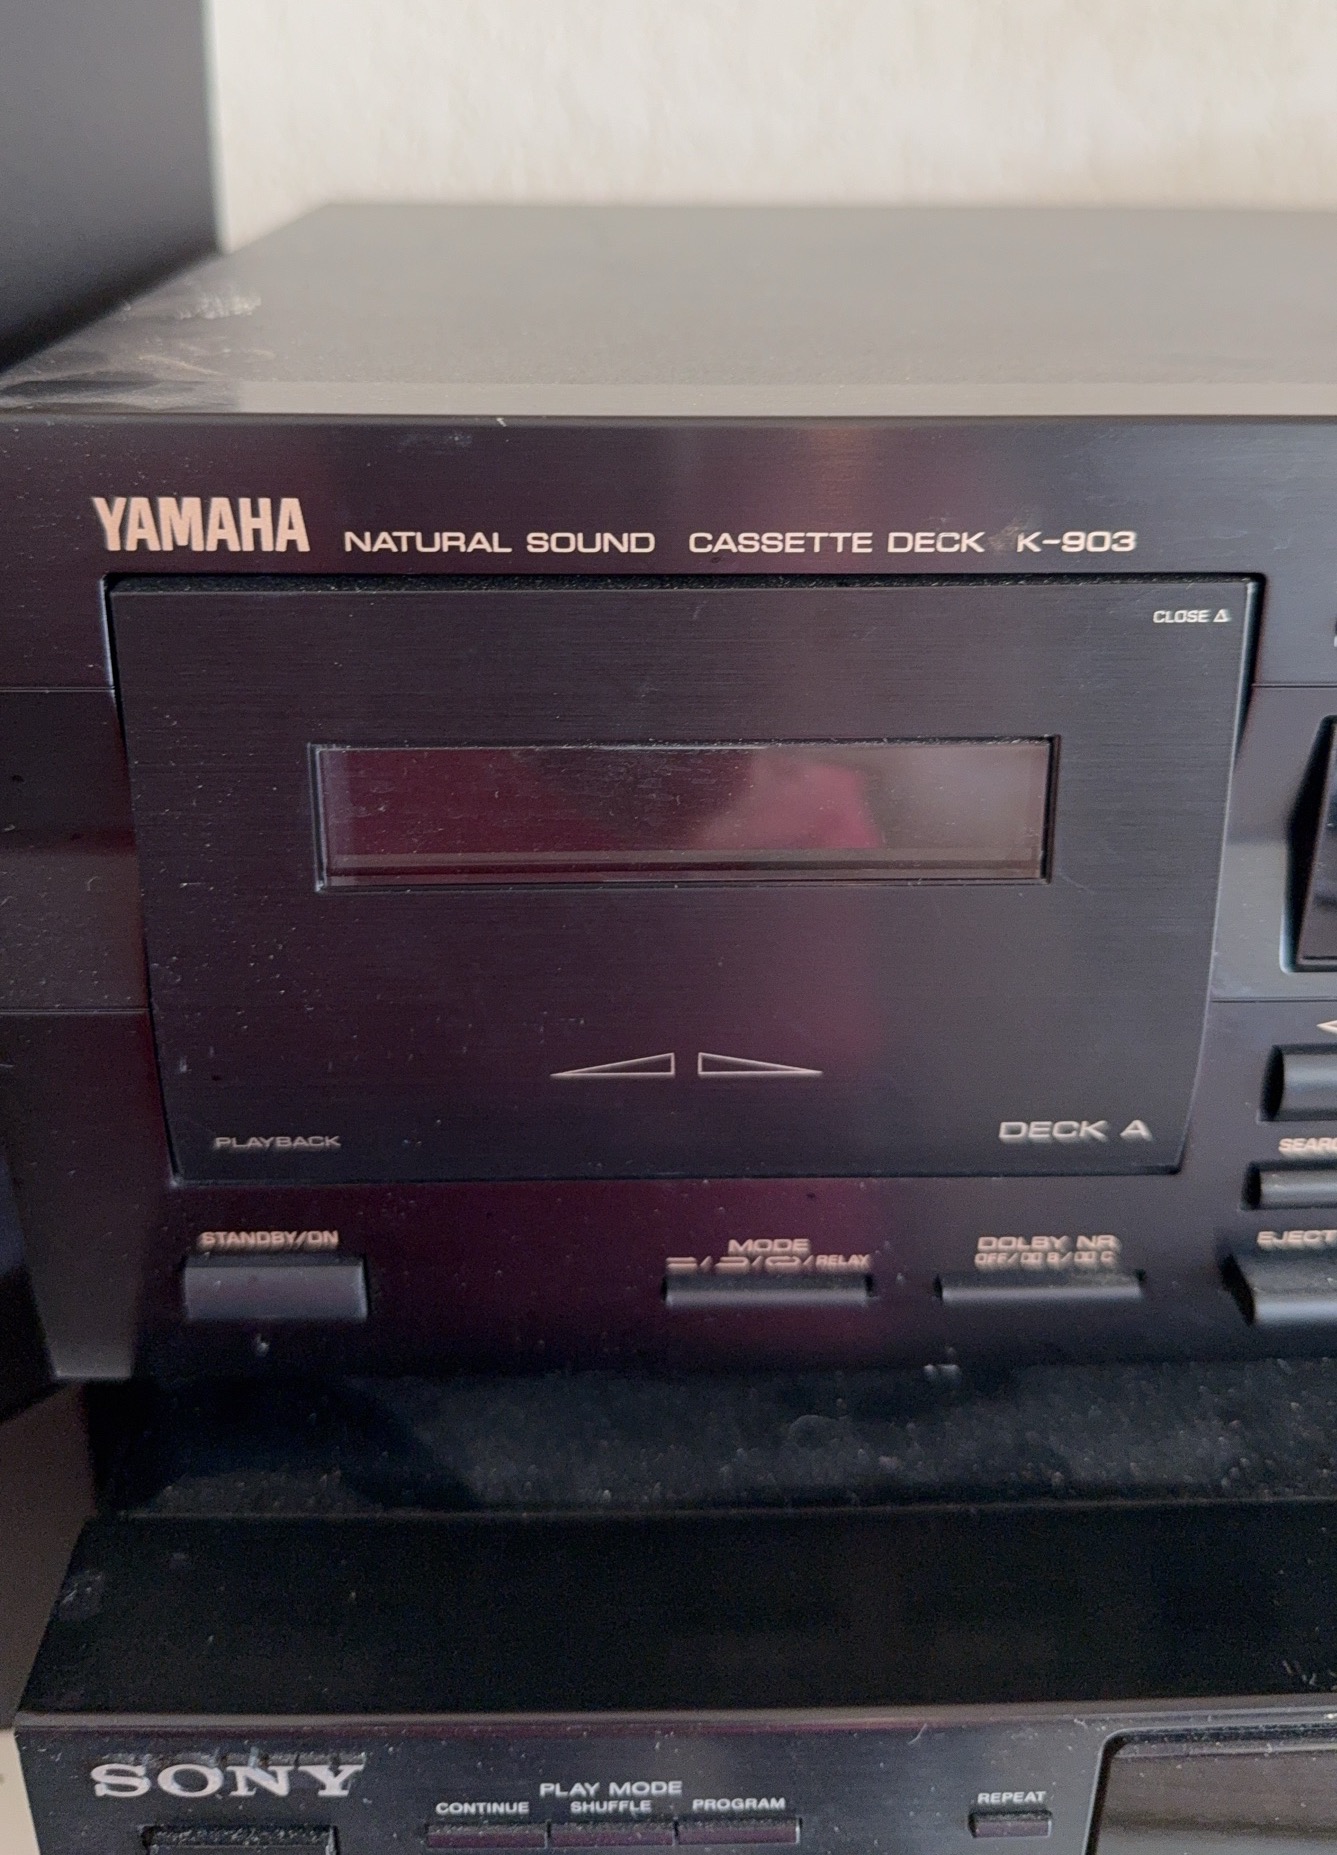 YAMAHA NATURAL SOUND CASSETTE DECK K-903
CLOSE
PLAYBACK
DECK A
STANDBY/ON
MODE
RELAY
DOLBY NR
OFF/ B/ C
EJECT
SONY
PLAY MODE
CONTINUE SHUFFLE PROGRAM
REPEAT